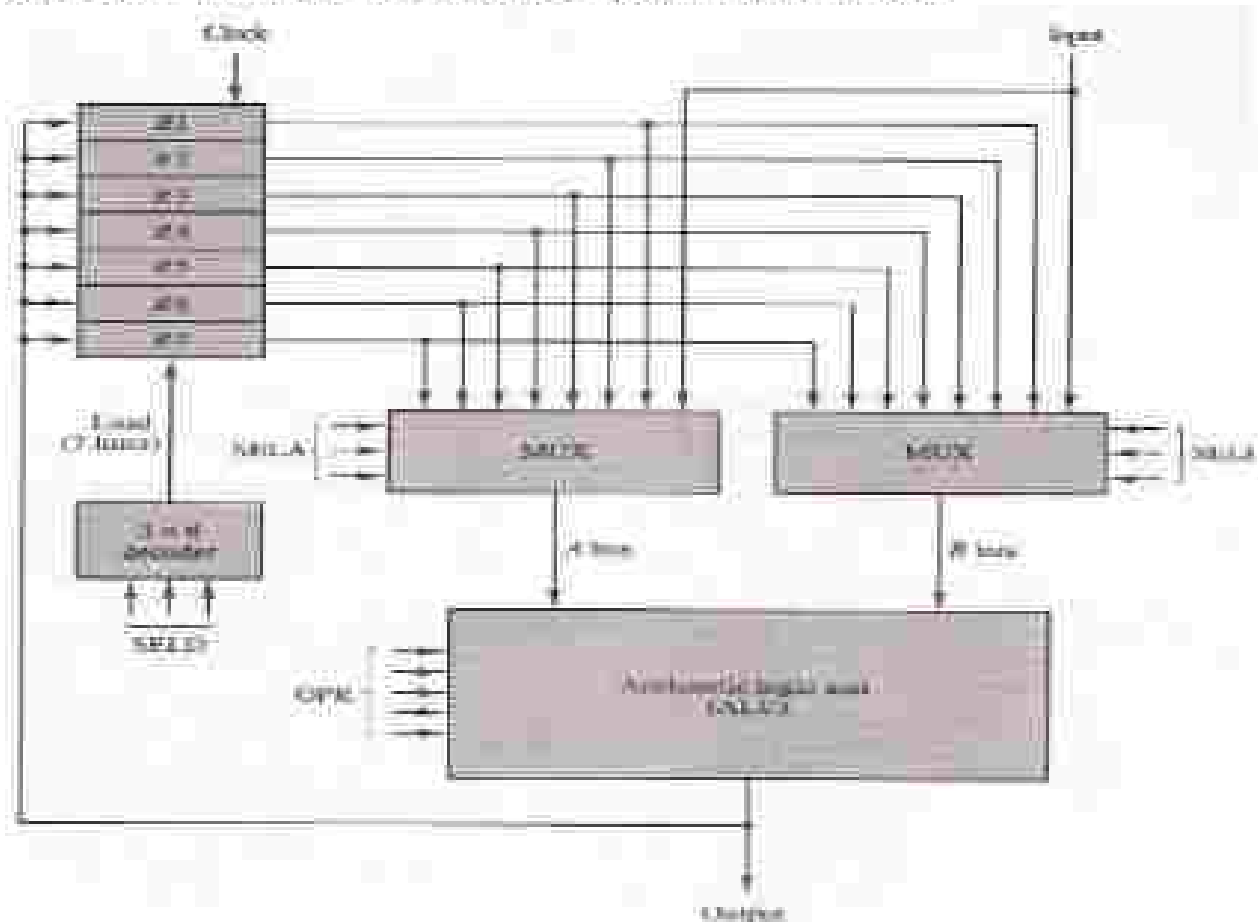 Clock
Input
R1
R2
R3
R4
R5
R6
R7
Load
(7 lines)
SELA
MUX
MUX
3 × 8
decoder
SELD
A bus
B bus
OPR
Arithmetic logic unit
(ALU)
Output